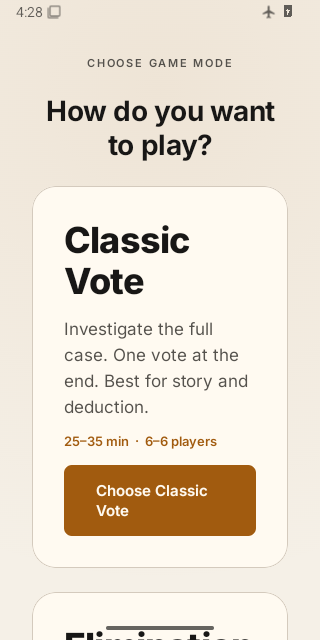 4:28
CHOOSE GAME MODE
How do you want
to play?
Classic
Vote
Investigate the full
case. One vote at the
end. Best for story and
deduction.
25–35 min · 6–6 players
Choose Classic
Vote
Elimination